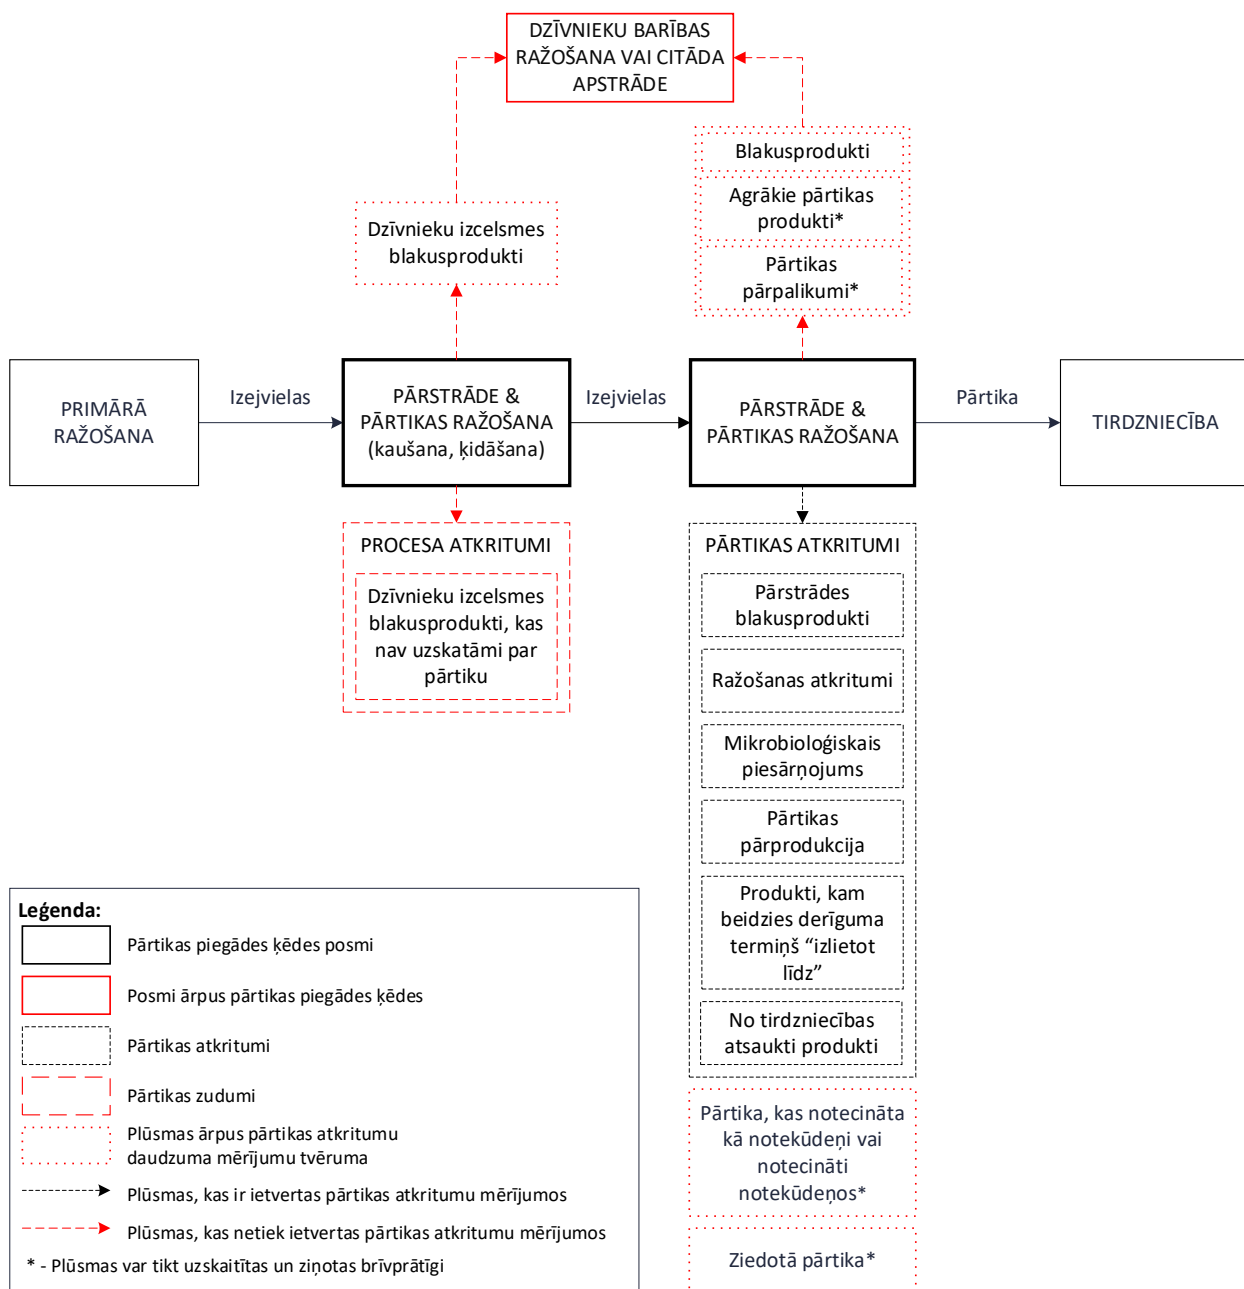 DZĪVNIEKU BARĪBAS
RAŽOŠANA VAI CITĀDA
APSTRĀDE
Blakusprodukti
Agrākie pārtikas
produkti*
Pārtikas
pārpalikumi*
Dzīvnieku izcelsmes
blakusprodukti
PRIMĀRĀ
RAŽOŠANA
Izejvielas
PĀRSTRĀDE &
PĀRTIKAS RAŽOŠANA
(kaušana, ķidāšana)
Izejvielas
PĀRSTRĀDE &
PĀRTIKAS RAŽOŠANA
Pārtika
TIRDZNIECĪBA
PROCESA ATKRITUMI
Dzīvnieku izcelsmes
blakusprodukti, kas
nav uzskatāmi par
pārtiku
PĀRTIKAS ATKRITUMI
Pārstrādes
blakusprodukti
Ražošanas atkritumi
Mikrobioloģiskais
piesārņojums
Pārtikas
pārprodukcija
Produkti, kam
beidzies derīguma
termiņš “izlietot
līdz”
No tirdzniecības
atsaukti produkti
Pārtika, kas notecināta
kā notekūdeņi vai
notecināti
notekūdeņos*
Ziedotā pārtika*
Leģenda:
Pārtikas piegādes ķēdes posmi
Posmi ārpus pārtikas piegādes ķēdes
Pārtikas atkritumi
Pārtikas zudumi
Plūsmas ārpus pārtikas atkritumu
daudzuma mērījumu tvēruma
Plūsmas, kas ir ietvertas pārtikas atkritumu mērījumos
Plūsmas, kas netiek ietvertas pārtikas atkritumu mērījumos
* - Plūsmas var tikt uzskaitītas un ziņotas brīvprātīgi